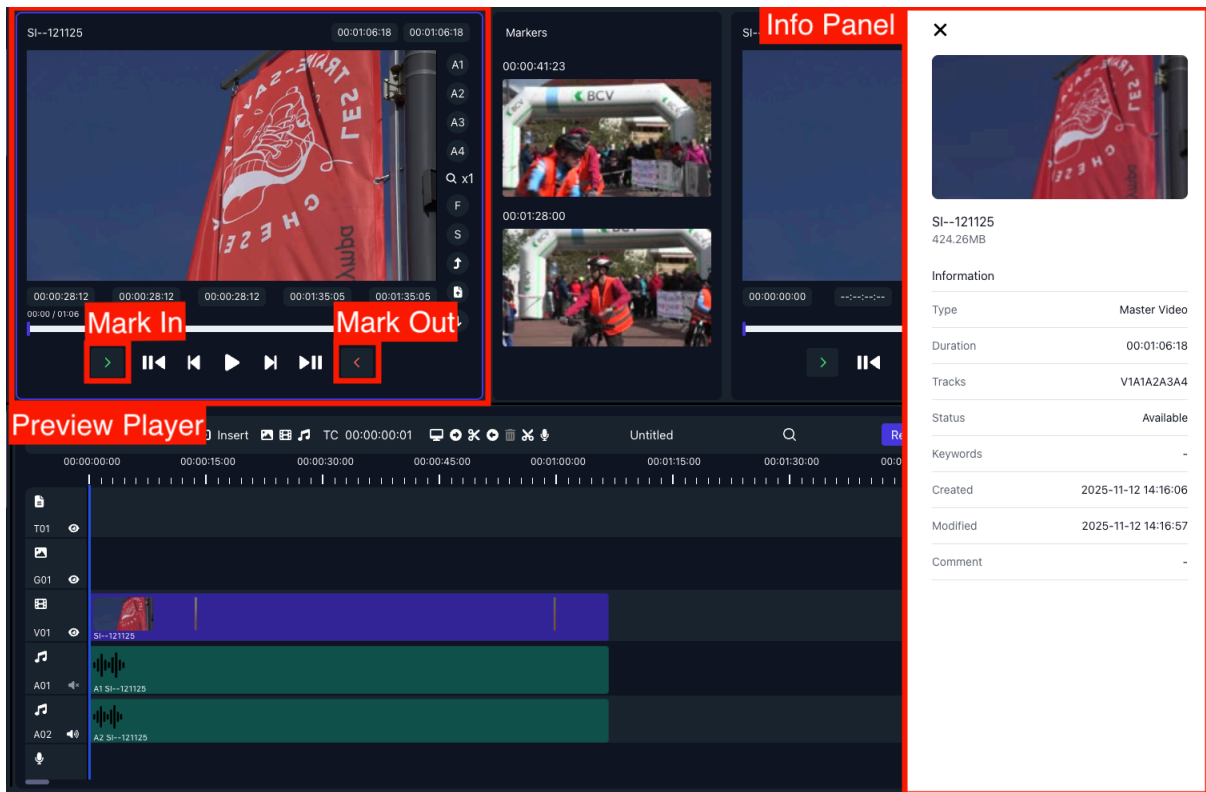 SI--121125
00:01:06:18
00:01:06:18
A1
A2
A3
A4
x1
F
S
00:00:28:12
00:00:28:12
00:00:28:12
00:01:35:05
00:01:35:05
00:00 / 01:06
Mark In
Mark Out
Preview Player
Markers
00:00:41:23
BCV
00:01:28:00
BCV
SI-
00:00:00:00
--:--:--:--
Info Panel
SI--121125
424.26MB
Information
Type
Master Video
Duration
00:01:06:18
Tracks
V1A1A2A3A4
Status
Available
Keywords
-
Created
2025-11-12 14:16:06
Modified
2025-11-12 14:16:57
Comment
-
Insert
TC 00:00:00:01
Untitled
Re
00:00:00:00
00:00:15:00
00:00:30:00
00:00:45:00
00:01:00:00
00:01:15:00
00:01:30:00
00:0
T01
G01
V01
SI--121125
A01
A1 SI--121125
A02
A2 SI--121125